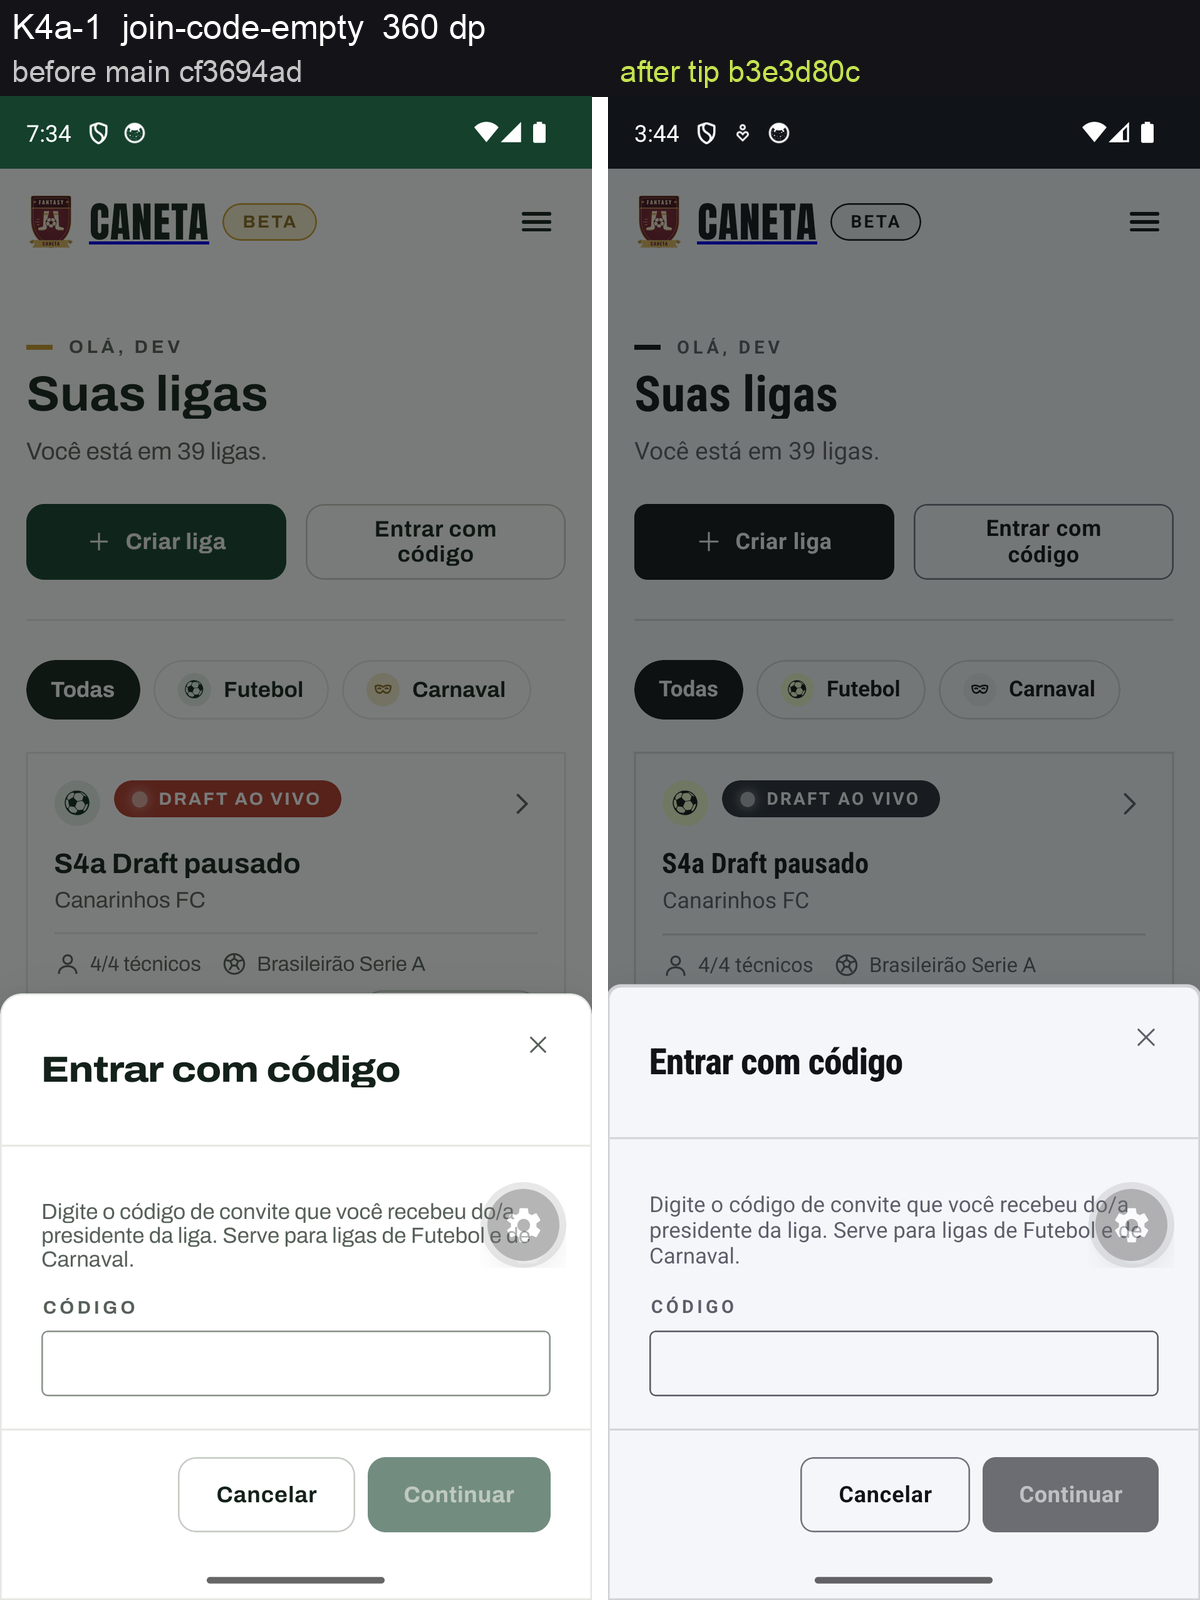 K4a-1 join-code-empty 360 dp
before main cf3694ad
after tip b3e3d80c
7:34
FANTASY
CANETA
CANETA
BETA
OLÁ, DEV
Suas ligas
Você está em 39 ligas.
Criar liga
Entrar com
código
Todas
Futebol
Carnaval
DRAFT AO VIVO
S4a Draft pausado
Canarinhos FC
4/4 técnicos
Brasileirão Serie A
Entrar com código
Digite o código de convite que você recebeu do/a
presidente da liga. Serve para ligas de Futebol e de
Carnaval.
CÓDIGO
Cancelar
Continuar
3:44
FANTASY
CANETA
CANETA
BETA
OLÁ, DEV
Suas ligas
Você está em 39 ligas.
Criar liga
Entrar com
código
Todas
Futebol
Carnaval
DRAFT AO VIVO
S4a Draft pausado
Canarinhos FC
4/4 técnicos
Brasileirão Serie A
Entrar com código
Digite o código de convite que você recebeu do/a
presidente da liga. Serve para ligas de Futebol e de
Carnaval.
CÓDIGO
Cancelar
Continuar